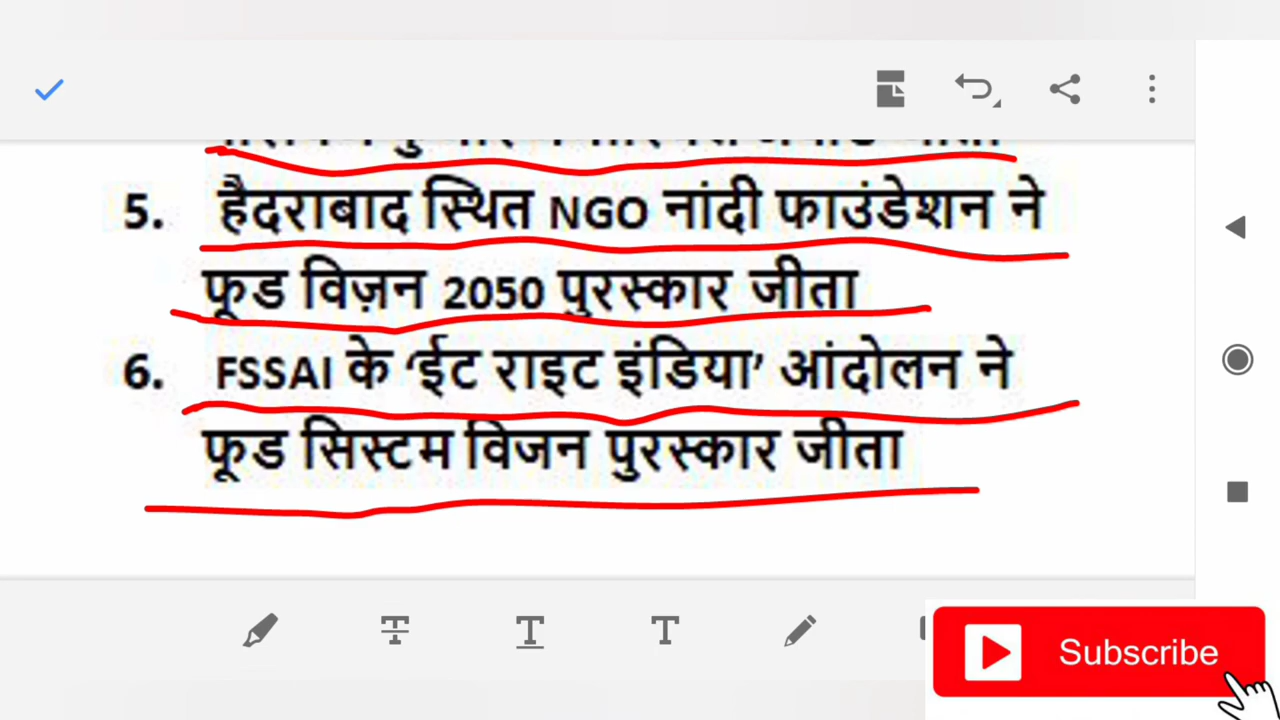 5. हैदराबाद स्थित NGO नांदी फाउंडेशन ने
फूड विज़न 2050 पुरस्कार जीता
6. FSSAI के ‘ईट राइट इंडिया’ आंदोलन ने
फूड सिस्टम विजन पुरस्कार जीता
T
T
T
Subscribe